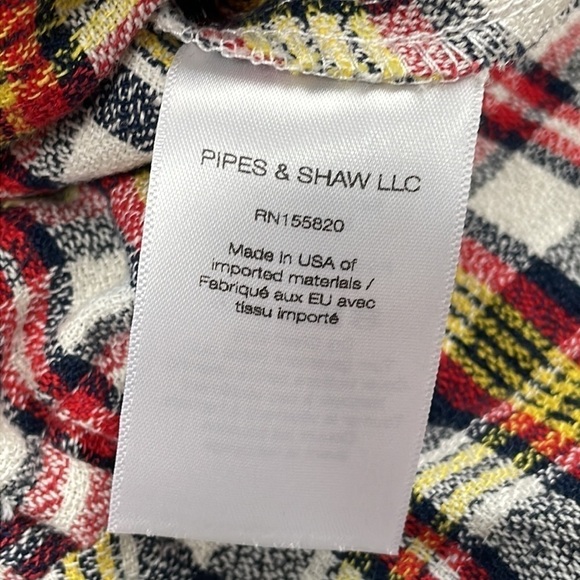 PIPES & SHAW LLC
RN155820
Made in USA of
imported materials /
Fabriqué aux EU avec
tissu importé